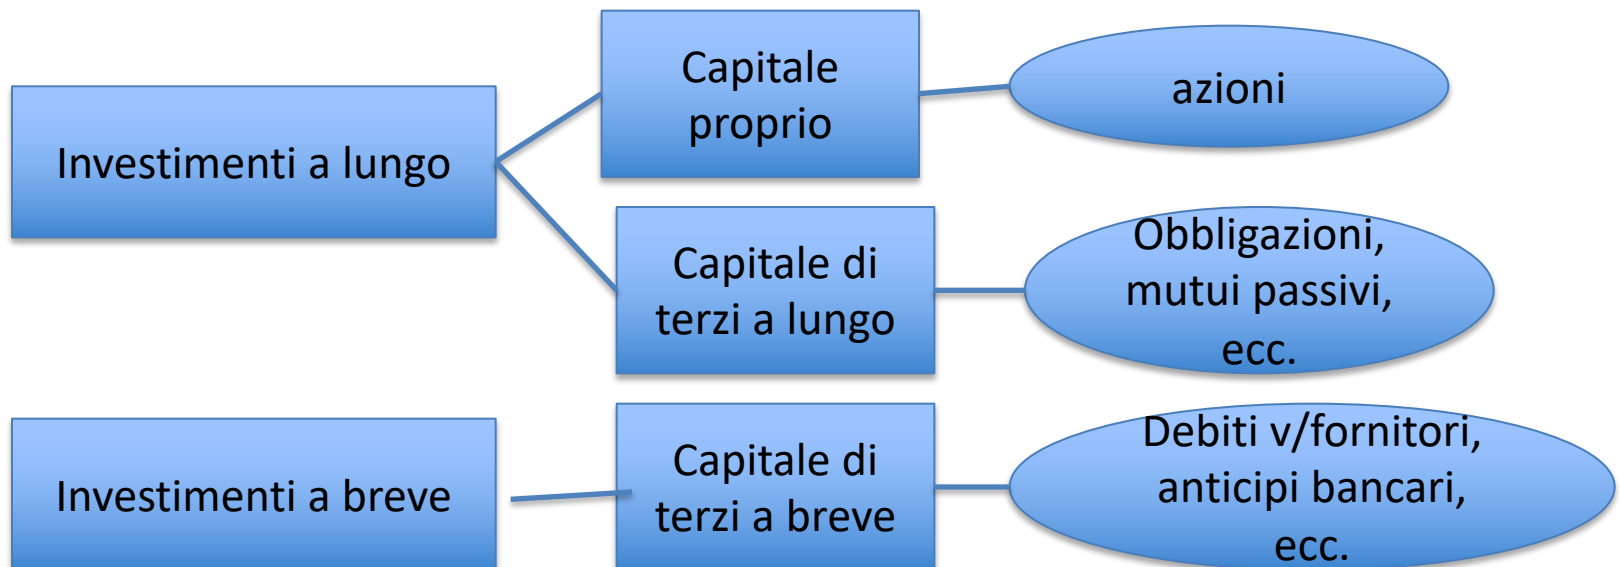 Investimenti a lungo
Capitale
proprio
azioni
Capitale di
terzi a lungo
Obbligazioni,
mutui passivi,
ecc.
Investimenti a breve
Capitale di
terzi a breve
Debiti v/fornitori,
anticipi bancari,
ecc.